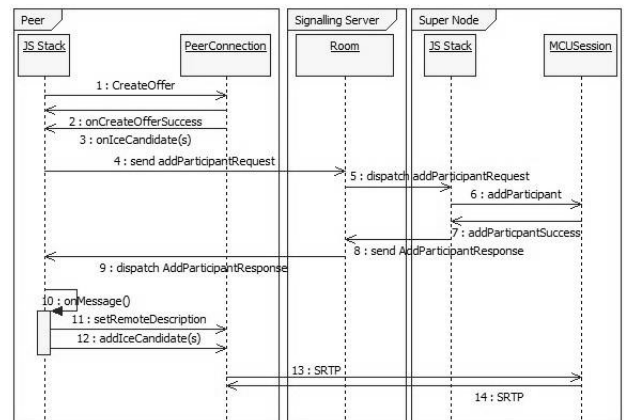 Peer
Signalling Server
Super Node
JS Stack
PeerConnection
Room
JS Stack
MCUSession
1 : CreateOffer
2 : onCreateOfferSuccess
3 : onIceCandidate(s)
4 : send addParticipantRequest
5 : dispatch addParticipantRequest
6 : addParticipant
7 : addParticpantSuccess
8 : send AddParticipantResponse
9 : dispatch AddParticipantResponse
10 : onMessage()
11 : setRemoteDescription
12 : addIceCandidate(s)
13 : SRTP
14 : SRTP